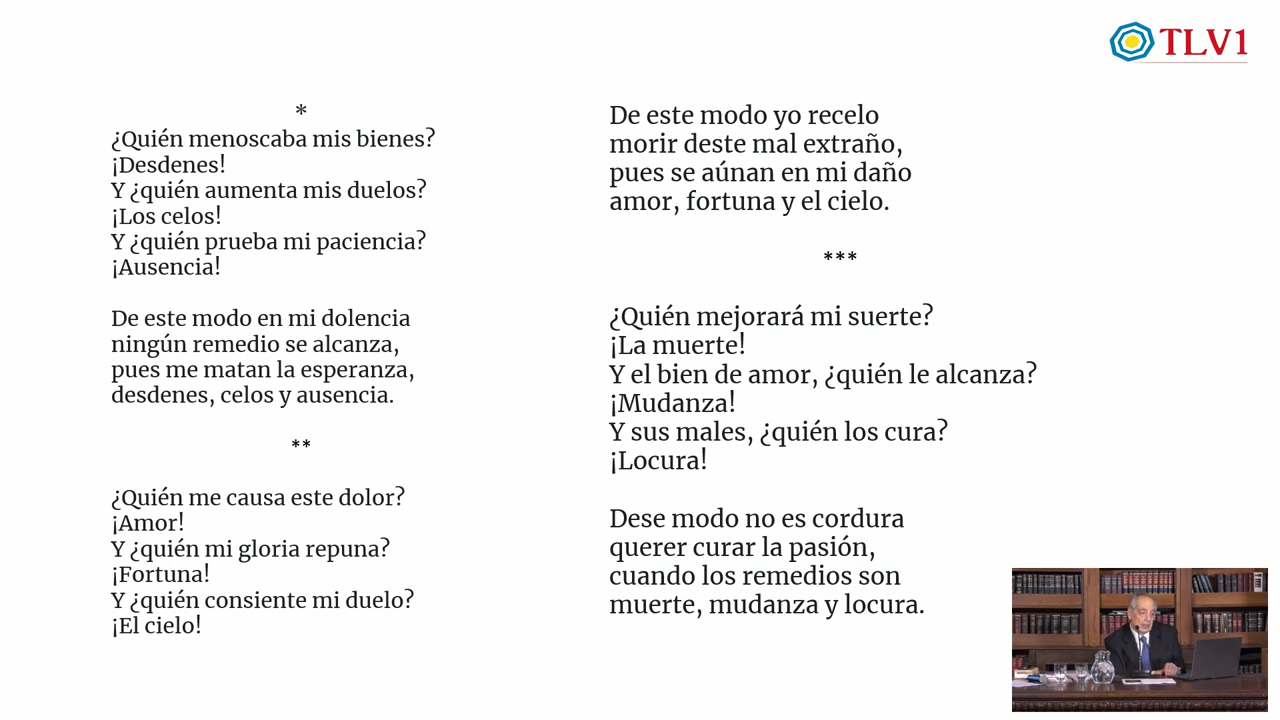 TLV1
*
¿Quién menoscaba mis bienes?
¡Desdenes!
Y ¿quién aumenta mis duelos?
¡Los celos!
Y ¿quién prueba mi paciencia?
¡Ausencia!
De este modo en mi dolencia
ningún remedio se alcanza,
pues me matan la esperanza,
desdenes, celos y ausencia.
**
¿Quién me causa este dolor?
¡Amor!
Y ¿quién mi gloria repuna?
¡Fortuna!
Y ¿quién consiente mi duelo?
¡El cielo!
De este modo yo recelo
morir deste mal extraño,
pues se aúnan en mi daño
amor, fortuna y el cielo.
***
¿Quién mejorará mi suerte?
¡La muerte!
Y el bien de amor, ¿quién le alcanza?
¡Mudanza!
Y sus males, ¿quién los cura?
¡Locura!
Dese modo no es cordura
querer curar la pasión,
cuando los remedios son
muerte, mudanza y locura.